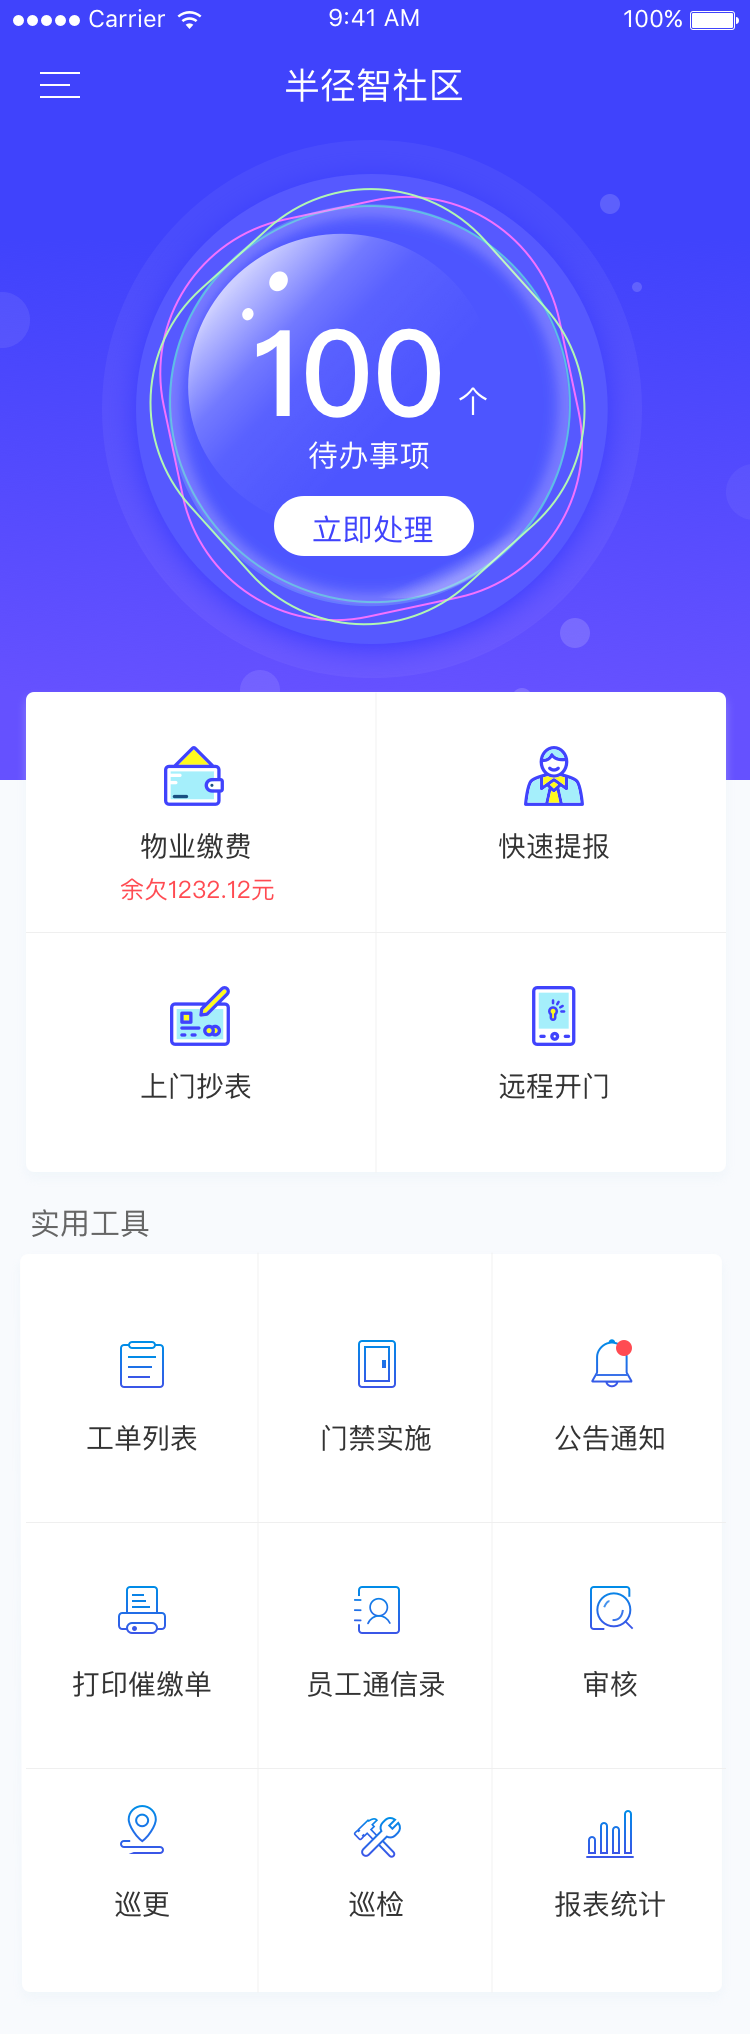 Carrier 9:41 AM 100%
半径智社区
100个
待办事项
立即处理
物业缴费 快速提报
余欠1232.12元
上门抄表 远程开门
实用工具
工单列表 门禁实施 公告通知
打印催缴单 员工通信录 审核
巡更 巡检 报表统计